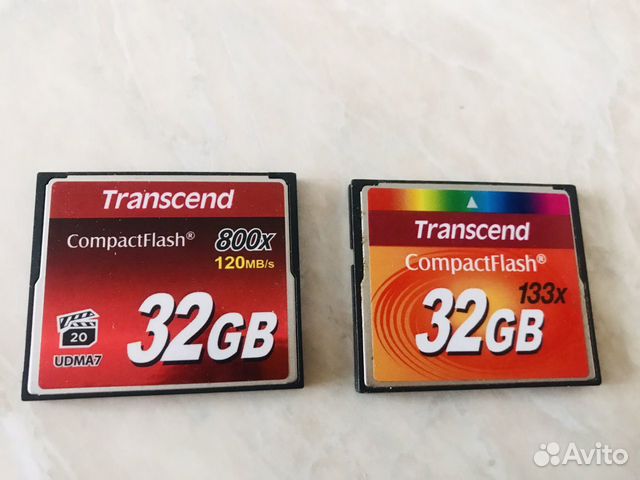 Transcend
CompactFlash®
800x
120MB/s
20
UDMA7
32GB
Transcend
CompactFlash®
133x
32GB
Avito